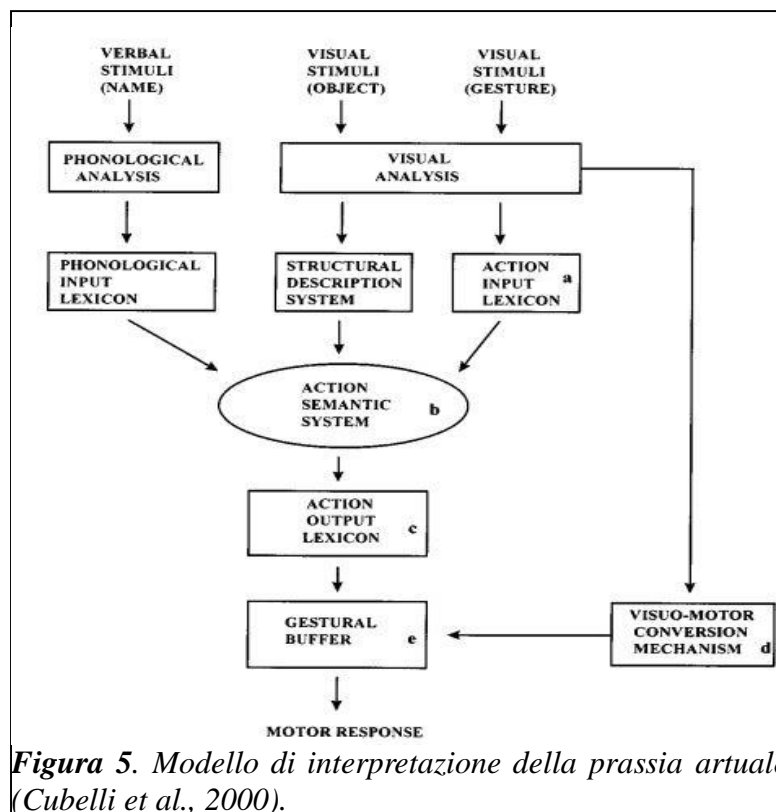 VERBAL
STIMULI
(NAME)
VISUAL
STIMULI
(OBJECT)
VISUAL
STIMULI
(GESTURE)
PHONOLOGICAL
ANALYSIS
VISUAL
ANALYSIS
PHONOLOGICAL
INPUT
LEXICON
STRUCTURAL
DESCRIPTION
SYSTEM
ACTION
INPUT
LEXICON
a
ACTION
SEMANTIC
SYSTEM
b
ACTION
OUTPUT
LEXICON
c
GESTURAL
BUFFER
e
VISUO-MOTOR
CONVERSION
MECHANISM
d
MOTOR RESPONSE
Figura 5. Modello di interpretazione della prassia artuale
(Cubelli et al., 2000).